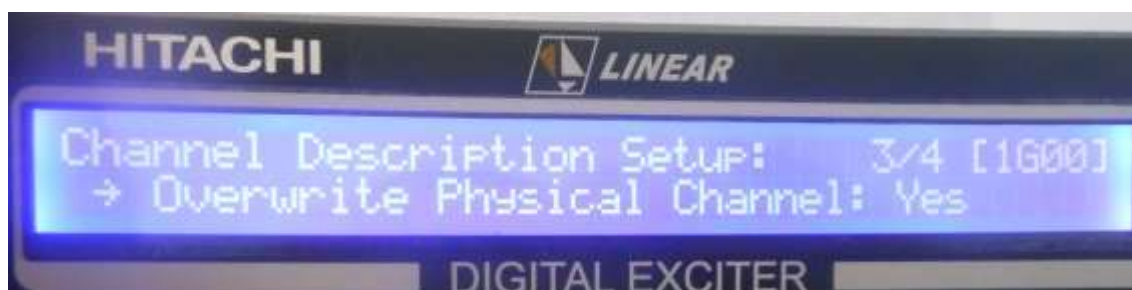 HITACHI LINEAR
Channel Description Setup: 3/4 [1G00]
→ Overwrite Physical Channel: Yes
DIGITAL EXCITER